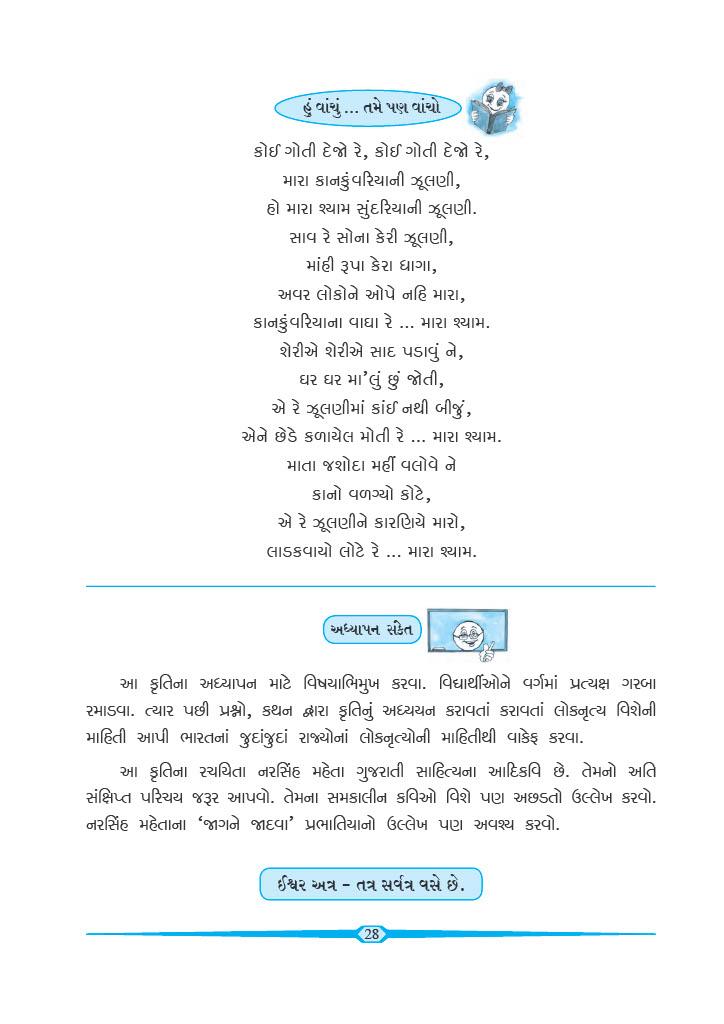 હું વાંચું ... તમે પણ વાંચો
કોઈ ગોતી દેજો રે, કોઈ ગોતી દેજો રે,
મારા કાનકુંવરિયાની ઝૂલણી,
હો મારા શ્યામ સુંદરિયાની ઝૂલણી.
સાવ રે સોના કેરી ઝૂલણી,
માંહી રૂપા કેરા ધાગા,
અવર લોકોને ઓપે નહિ મારા,
કાનકુંવરિયાના વાઘા રે ... મારા શ્યામ.
શેરીએ શેરીએ સાદ પડાવું ને,
ઘર ઘર મા’લું છું જોતી,
એ રે ઝૂલણીમાં કાંઈ નથી બીજું,
એને છેડે કળાયેલ મોતી રે ... મારા શ્યામ.
માતા જશોદા મહીં વલોવે ને
કાનો વળગ્યો કોટે,
એ રે ઝૂલણીને કારણિયે મારો,
લાડકવાયો લોટે રે ... મારા શ્યામ.
અધ્યાપન સંકેત
આ કૃતિના અધ્યાપન માટે વિષયાભિમુખ કરવા. વિદ્યાર્થીઓને વર્ગમાં પ્રત્યક્ષ ગરબા
રમાડવા. ત્યાર પછી પ્રશ્નો, કથન દ્વારા કૃતિનું અધ્યયન કરાવતાં કરાવતાં લોકનૃત્ય વિશેની
માહિતી આપી ભારતનાં જુદાંજુદાં રાજ્યોનાં લોકનૃત્યોની માહિતીથી વાકેફ કરવા.
આ કૃતિના રચયિતા નરસિંહ મહેતા ગુજરાતી સાહિત્યના આદિકવિ છે. તેમનો અતિ
સંક્ષિપ્ત પરિચય જરૂર આપવો. તેમના સમકાલીન કવિઓ વિશે પણ અછડતો ઉલ્લેખ કરવો.
નરસિંહ મહેતાના ‘જાગને જાદવા’ પ્રભાતિયાનો ઉલ્લેખ પણ અવશ્ય કરવો.
ઈશ્વર અત્ર - તત્ર સર્વત્ર વસે છે.
28